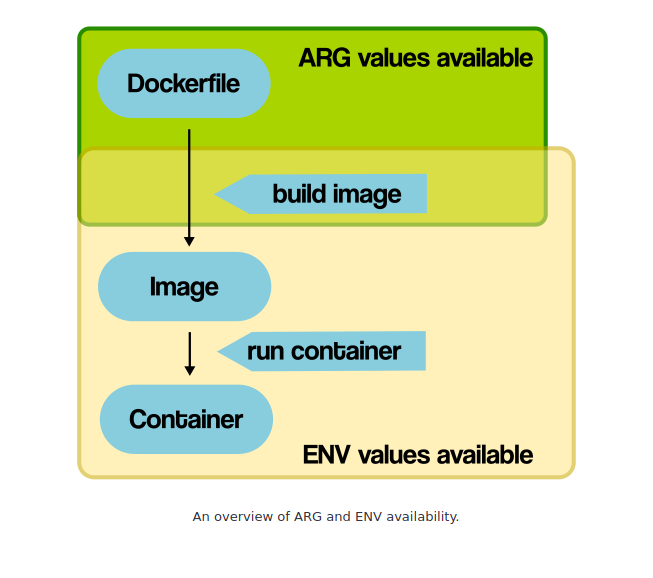 ARG values available
Dockerfile
build image
Image
run container
Container
ENV values available
An overview of ARG and ENV availability.